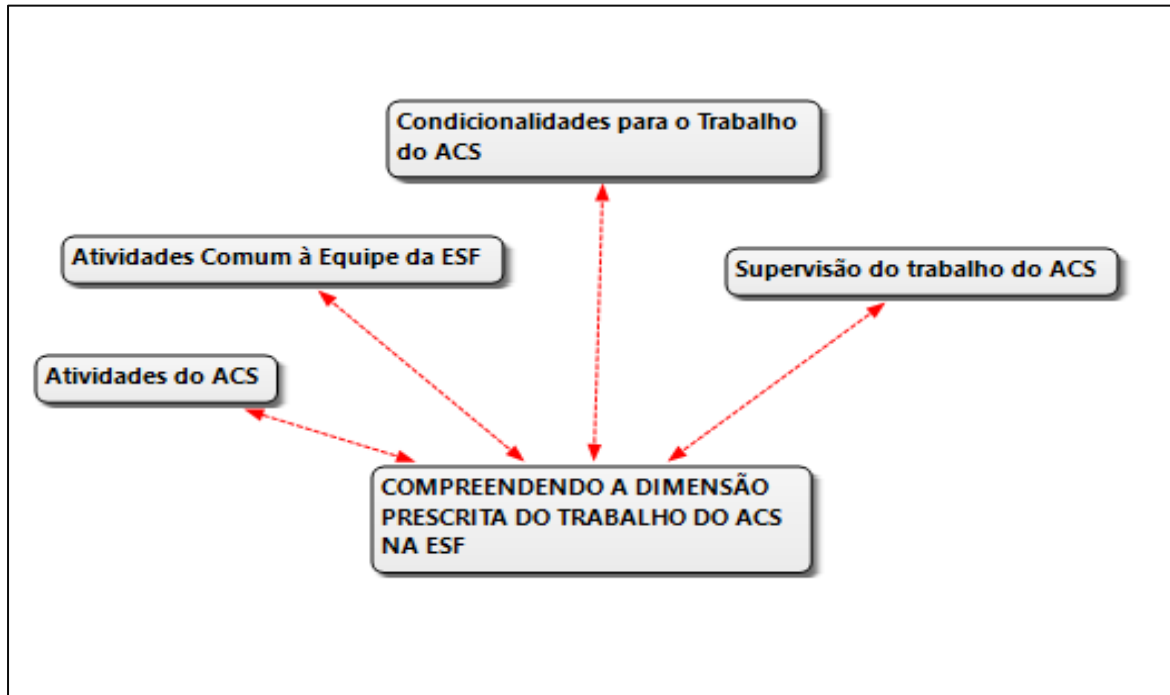 Condicionalidades para o Trabalho
do ACS
Atividades Comum à Equipe da ESF
Supervisão do trabalho do ACS
Atividades do ACS
COMPREENDENDO A DIMENSÃO
PRESCRITA DO TRABALHO DO ACS
NA ESF